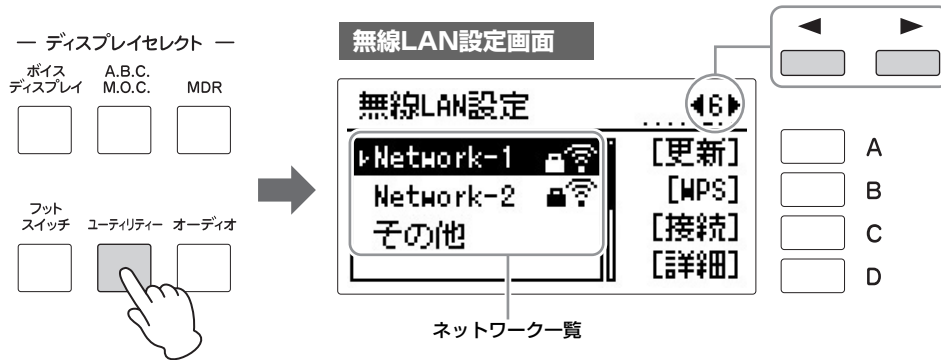 ディスプレイセレクト
ボイス
ディスプレイ
A.B.C.
M.O.C.
MDR
フット
スイッチ
ユーティリティー
オーディオ
無線LAN設定画面
無線LAN設定
6
Network-1
Network-2
その他
[更新]
[WPS]
[接続]
[詳細]
A
B
C
D
ネットワーク一覧